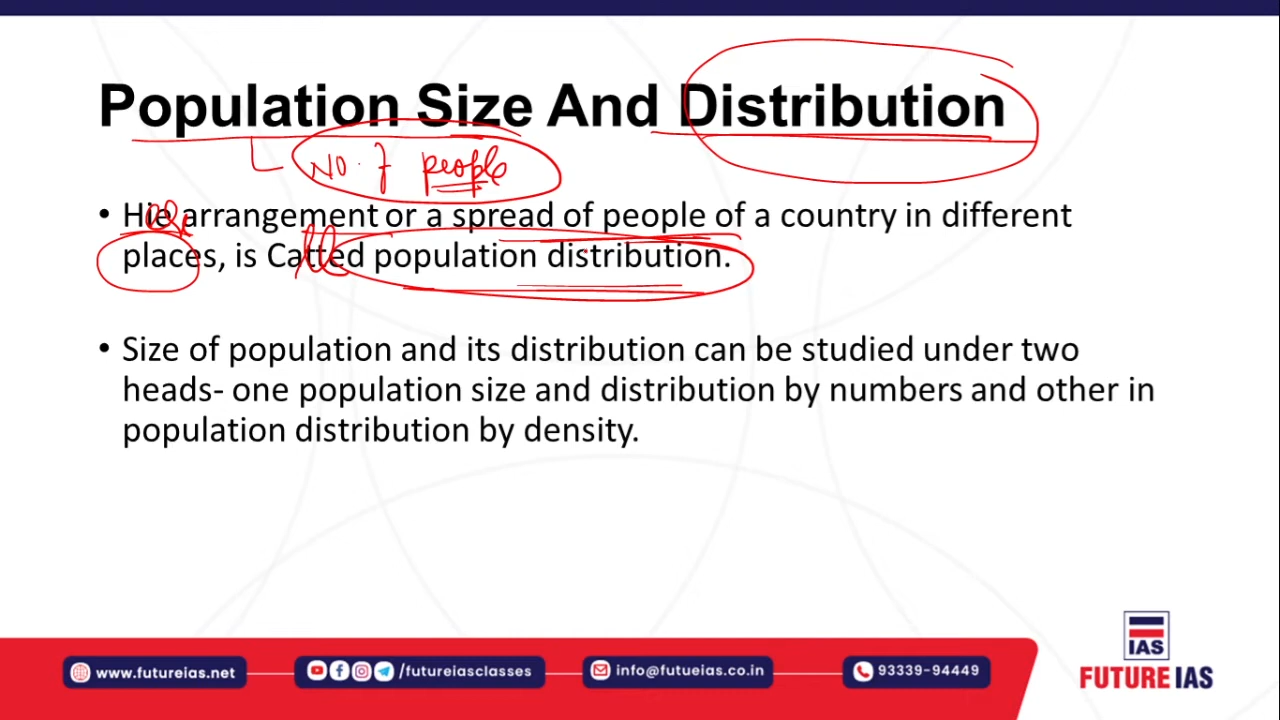 Population Size And Distribution
No. of people
• Hie arrangement or a spread of people of a country in different
places, is Catted population distribution.
• Size of population and its distribution can be studied under two
heads- one population size and distribution by numbers and other in
population distribution by density.
www.futureias.net
/futureiasclasses
info@futueias.co.in
93339-94449
IAS
FUTURE IAS